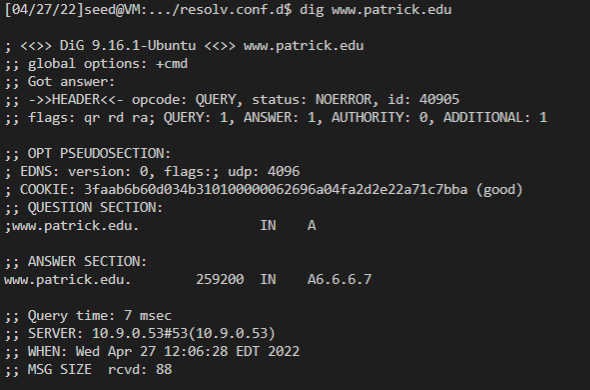 [04/27/22]seed@VM:.../resolv.conf.d$ dig www.patrick.edu
; <<>> DiG 9.16.1-Ubuntu <<>> www.patrick.edu
;; global options: +cmd
;; Got answer:
;; ->>HEADER<<- opcode: QUERY, status: NOERROR, id: 40905
;; flags: qr rd ra; QUERY: 1, ANSWER: 1, AUTHORITY: 0, ADDITIONAL: 1
;; OPT PSEUDOSECTION:
; EDNS: version: 0, flags:; udp: 4096
; COOKIE: 3faab6b60d034b310100000062696a04fa2d2e22a71c7bba (good)
;; QUESTION SECTION:
;www.patrick.edu. IN A
;; ANSWER SECTION:
www.patrick.edu. 259200 IN A6.6.6.7
;; Query time: 7 msec
;; SERVER: 10.9.0.53#53(10.9.0.53)
;; WHEN: Wed Apr 27 12:06:28 EDT 2022
;; MSG SIZE rcvd: 88